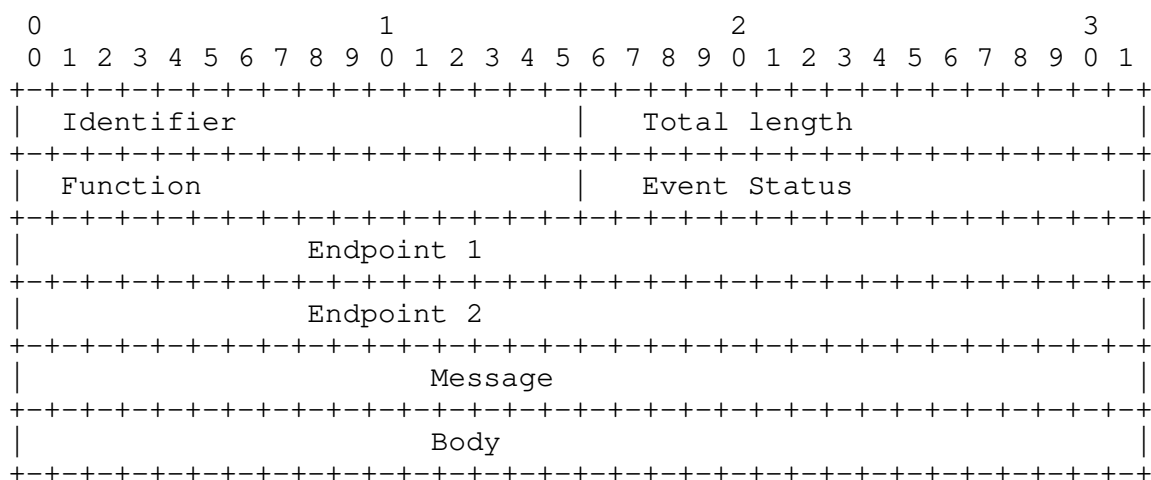 0                   1                   2                   3
0 1 2 3 4 5 6 7 8 9 0 1 2 3 4 5 6 7 8 9 0 1 2 3 4 5 6 7 8 9 0 1
+-+-+-+-+-+-+-+-+-+-+-+-+-+-+-+-+-+-+-+-+-+-+-+-+-+-+-+-+-+-+-+-+
|  Identifier                   |   Total length                |
+-+-+-+-+-+-+-+-+-+-+-+-+-+-+-+-+-+-+-+-+-+-+-+-+-+-+-+-+-+-+-+-+
|  Function                     |   Event Status                |
+-+-+-+-+-+-+-+-+-+-+-+-+-+-+-+-+-+-+-+-+-+-+-+-+-+-+-+-+-+-+-+-+
|                Endpoint 1                                     |
+-+-+-+-+-+-+-+-+-+-+-+-+-+-+-+-+-+-+-+-+-+-+-+-+-+-+-+-+-+-+-+-+
|                Endpoint 2                                     |
+-+-+-+-+-+-+-+-+-+-+-+-+-+-+-+-+-+-+-+-+-+-+-+-+-+-+-+-+-+-+-+-+
|                       Message                                 |
+-+-+-+-+-+-+-+-+-+-+-+-+-+-+-+-+-+-+-+-+-+-+-+-+-+-+-+-+-+-+-+-+
|                       Body                                    |
+-+-+-+-+-+-+-+-+-+-+-+-+-+-+-+-+-+-+-+-+-+-+-+-+-+-+-+-+-+-+-+-+